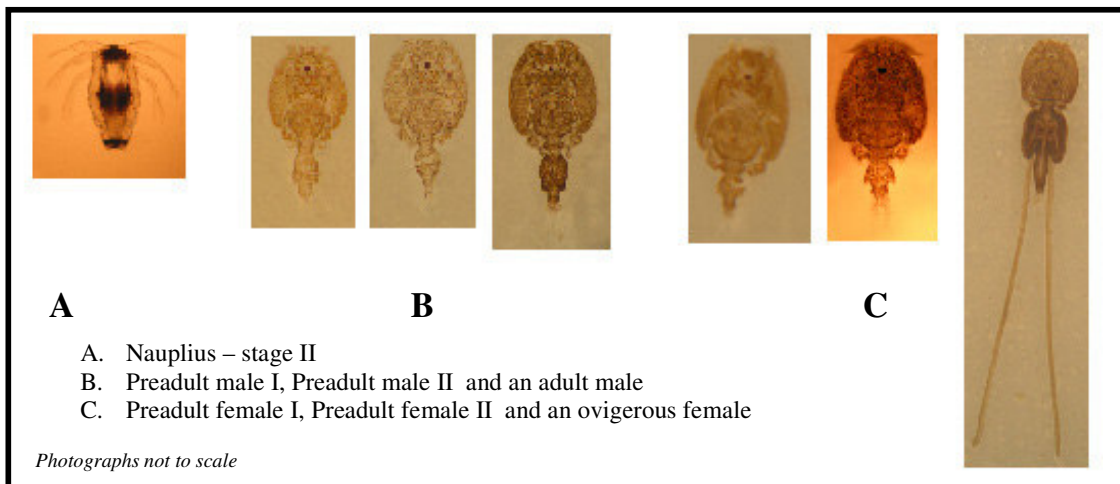 A B C
A. Nauplius – stage II
B. Preadult male I, Preadult male II and an adult male
C. Preadult female I, Preadult female II and an ovigerous female
Photographs not to scale